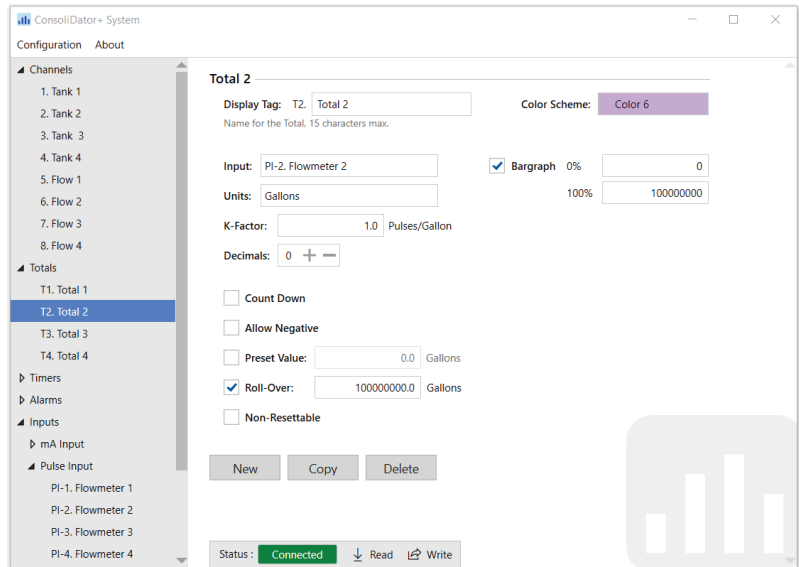 ConsoliDator+ System
Configuration About
Channels
1. Tank 1
2. Tank 2
3. Tank 3
4. Tank 4
5. Flow 1
6. Flow 2
7. Flow 3
8. Flow 4
Totals
T1. Total 1
T2. Total 2
T3. Total 3
T4. Total 4
Timers
Alarms
Inputs
mA Input
Pulse Input
PI-1. Flowmeter 1
PI-2. Flowmeter 2
PI-3. Flowmeter 3
PI-4. Flowmeter 4
Total 2
Display Tag: T2. Total 2 Color Scheme: Color 6
Name for the Total, 15 characters max.
Input: PI-2. Flowmeter 2 Bargraph 0% 0
Units: Gallons 100% 100000000
K-Factor: 1.0 Pulses/Gallon
Decimals: 0
Count Down
Allow Negative
Preset Value: 0.0 Gallons
Roll-Over: 100000000.0 Gallons
Non-Resettable
New Copy Delete
Status : Connected Read Write